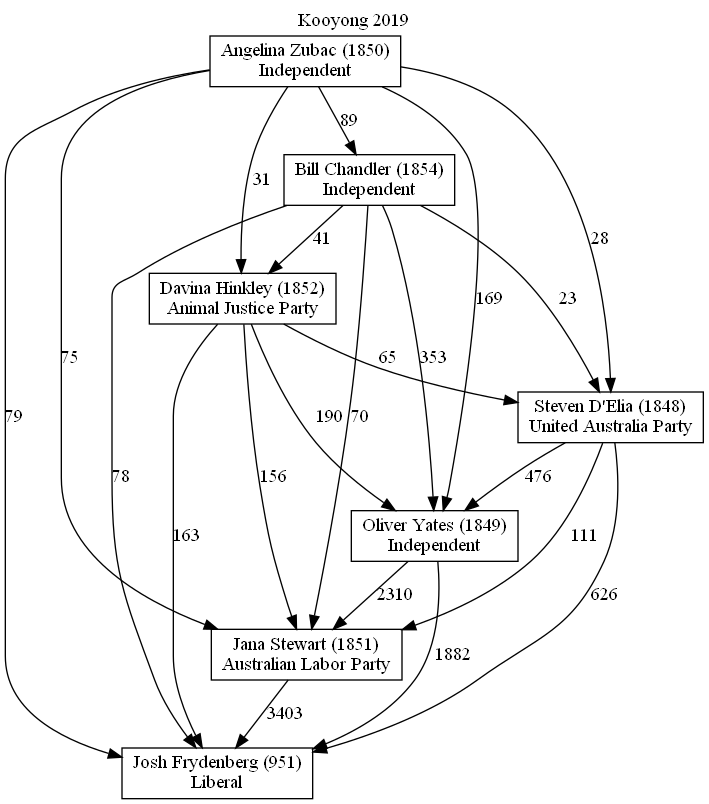 Kooyong 2019
Angelina Zubac (1850)
Independent
89
Bill Chandler (1854)
Independent
31
41
28
Davina Hinkley (1852)
Animal Justice Party
169
23
79
75
65
353
190
70
Steven D'Elia (1848)
United Australia Party
78
156
476
Oliver Yates (1849)
Independent
163
111
2310
626
Jana Stewart (1851)
Australian Labor Party
1882
3403
Josh Frydenberg (951)
Liberal